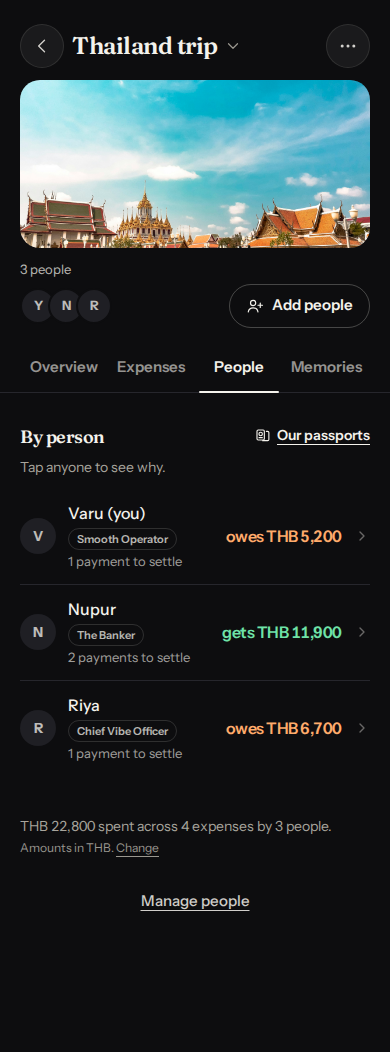 Thailand trip
3 people
Y N R
Add people
Overview Expenses People Memories
By person
Our passports
Tap anyone to see why.
V
Varu (you)
Smooth Operator
1 payment to settle
owes THB 5,200
N
Nupur
The Banker
2 payments to settle
gets THB 11,900
R
Riya
Chief Vibe Officer
1 payment to settle
owes THB 6,700
THB 22,800 spent across 4 expenses by 3 people.
Amounts in THB. Change
Manage people